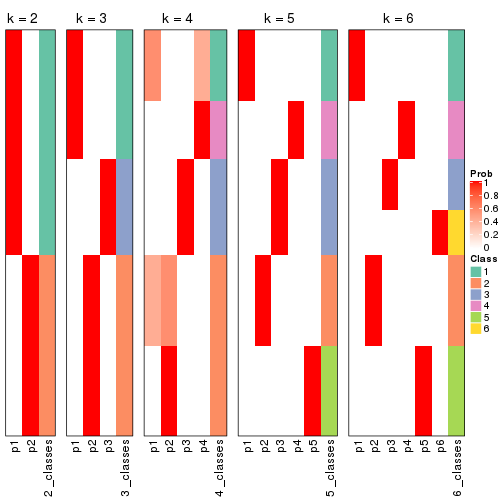 k = 2
k = 3
k = 4
k = 5
k = 6
p1
p2
2_classes
p1
p2
p3
3_classes
p1
p2
p3
p4
4_classes
p1
p2
p3
p4
p5
5_classes
p1
p2
p3
p4
p5
p6
6_classes
Prob
1
0.8
0.6
0.4
0.2
0
Class
1
2
3
4
5
6